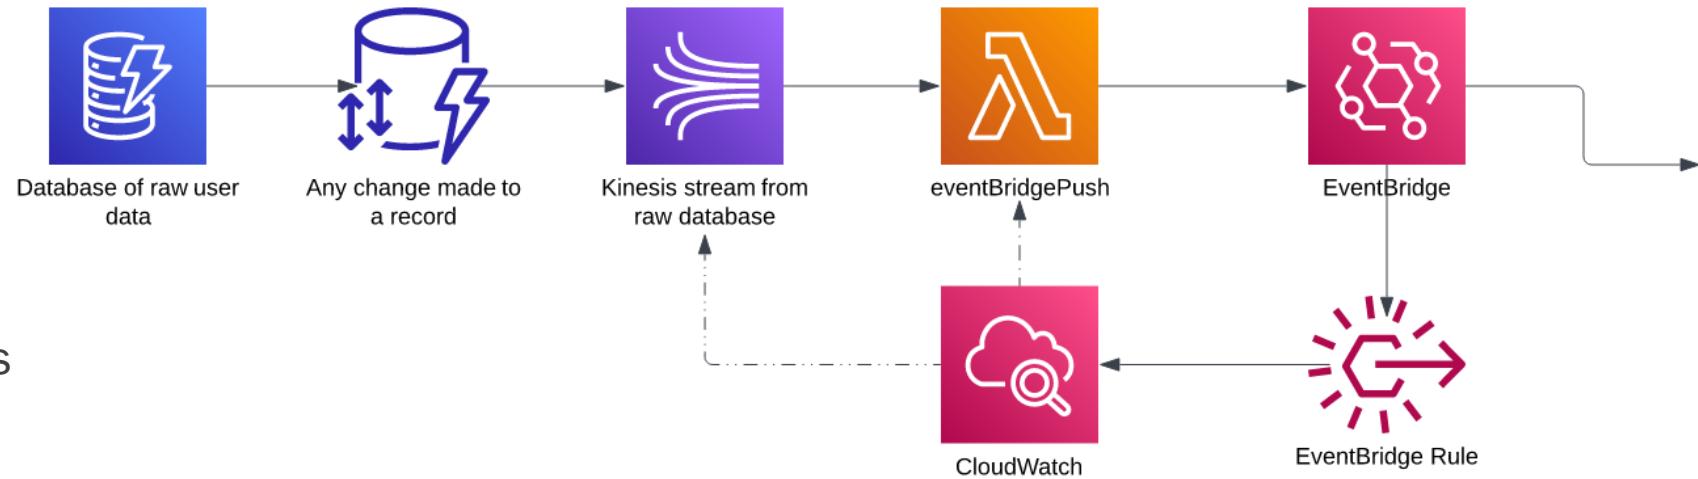 Database of raw user
data
Any change made to
a record
Kinesis stream from
raw database
eventBridgePush
EventBridge
s
CloudWatch
EventBridge Rule